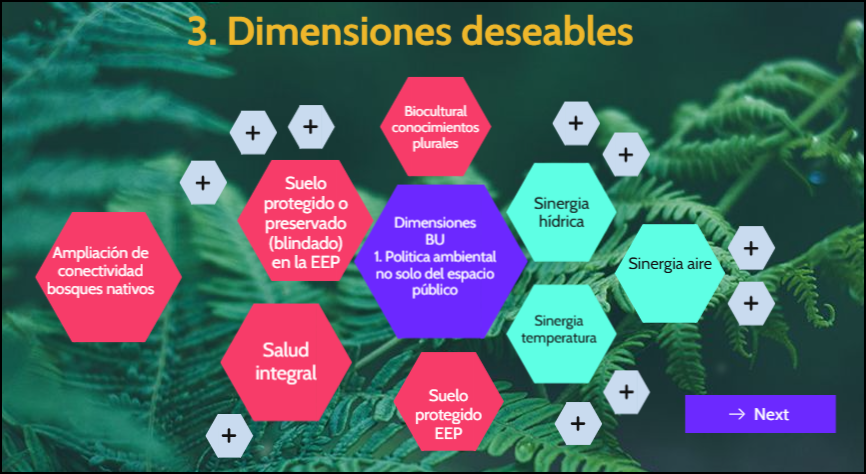 3. Dimensiones deseables
Biocultural
conocimientos
plurales
+
+
+
+
+
Suelo
protegido o
preservado
(blindado)
en la EEP
Sinergia
hídrica
Dimensiones
BU
1. Politica ambiental
no solo del espacio
público
Ampliación de
conectividad
bosques nativos
Sinergia aire
+
+
Sinergia
temperatura
Salud
integral
Suelo
protegido
EEP
+
+
+
→ Next